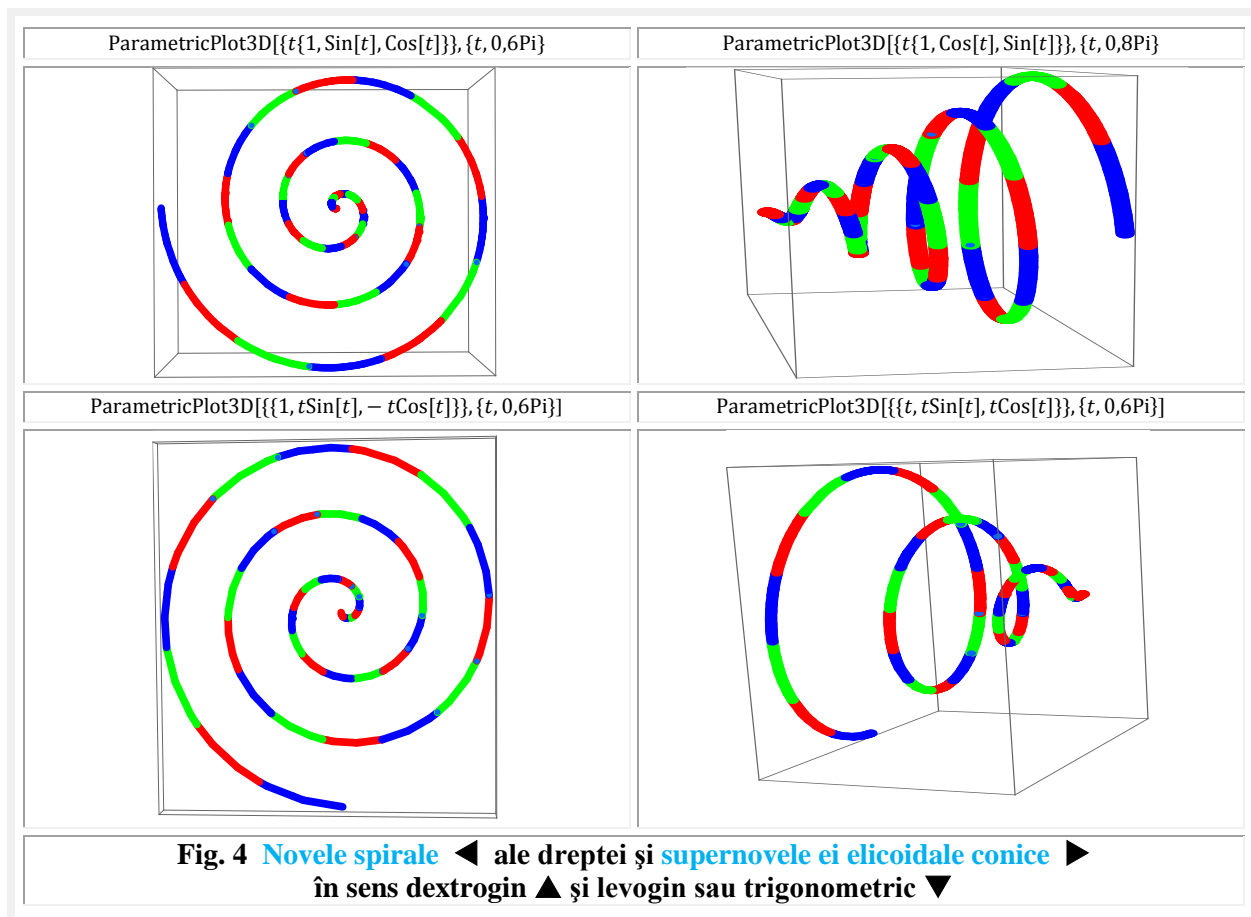 ParametricPlot3D[{t{1, Sin[t], Cos[t]}}, {t, 0,6Pi}
ParametricPlot3D[{t{1, Cos[t], Sin[t]}}, {t, 0,8Pi}
ParametricPlot3D[{{1, tSin[t], − tCos[t]}}, {t, 0,6Pi}]
ParametricPlot3D[{{t, tSin[t], tCos[t]}}, {t, 0,6Pi}]
Fig. 4 Novele spirale ◄ ale dreptei şi supernovele ei elicoidale conice ►
în sens dextrogin ▲ şi levogin sau trigonometric ▼